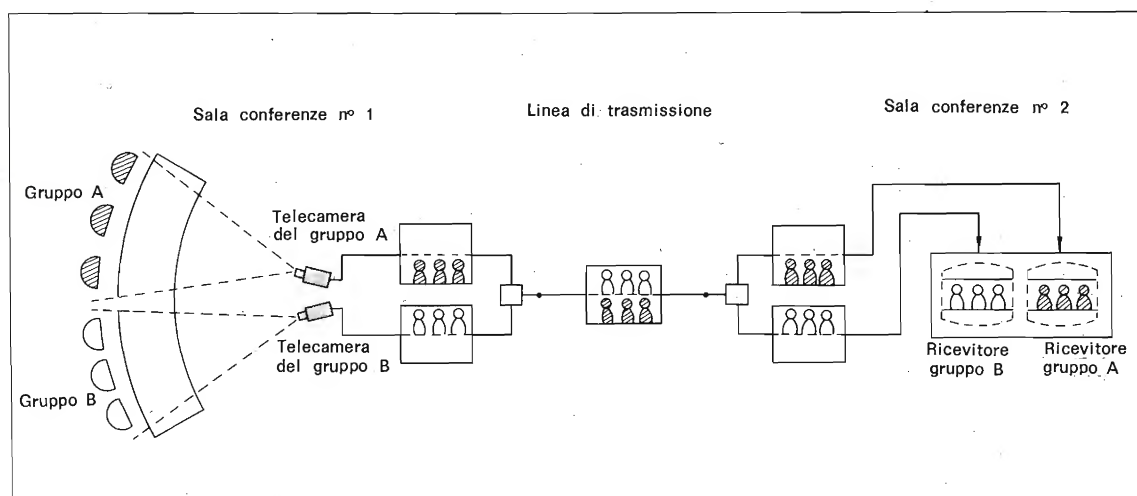 Sala conferenze nº 1
Linea di trasmissione
Sala conferenze nº 2
Gruppo A
Telecamera
del gruppo A
Telecamera
del gruppo B
Gruppo B
Ricevitore
gruppo B
Ricevitore
gruppo A